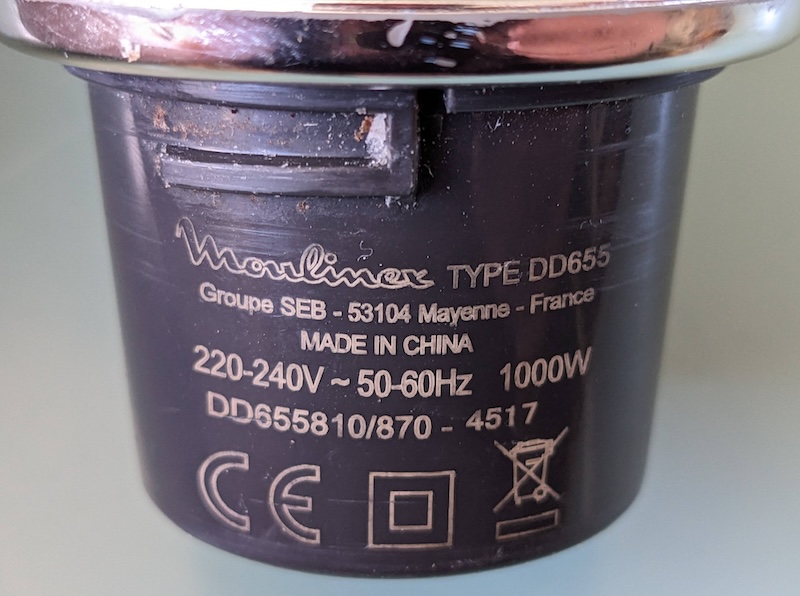 Moulinex TYPE DD655
Groupe SEB - 53104 Mayenne - France
MADE IN CHINA
220-240V ~ 50-60Hz 1000W
DD655810/870 - 4517
CE